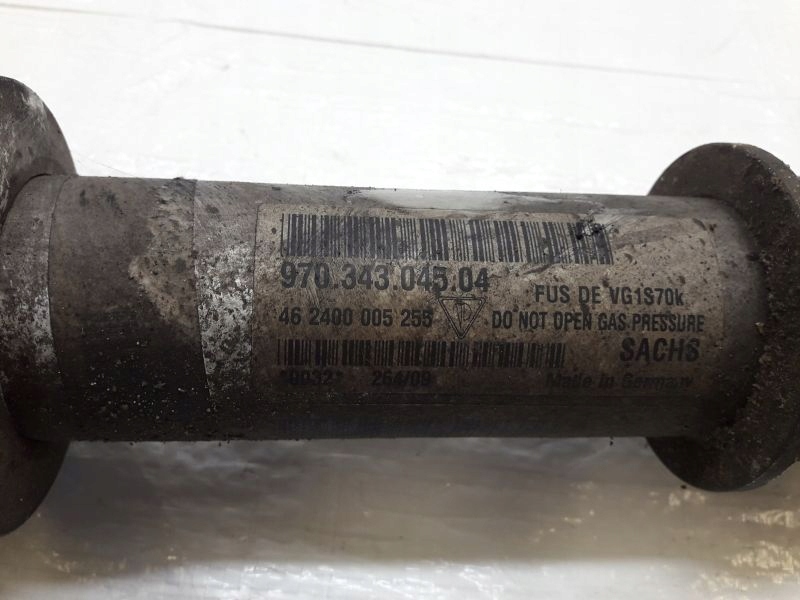 970.343.045.04
FUS DE VG1S70k
46 2400 005 255
DO NOT OPEN GAS PRESSURE
SACHS
*0032* 264/09
Made in Germany